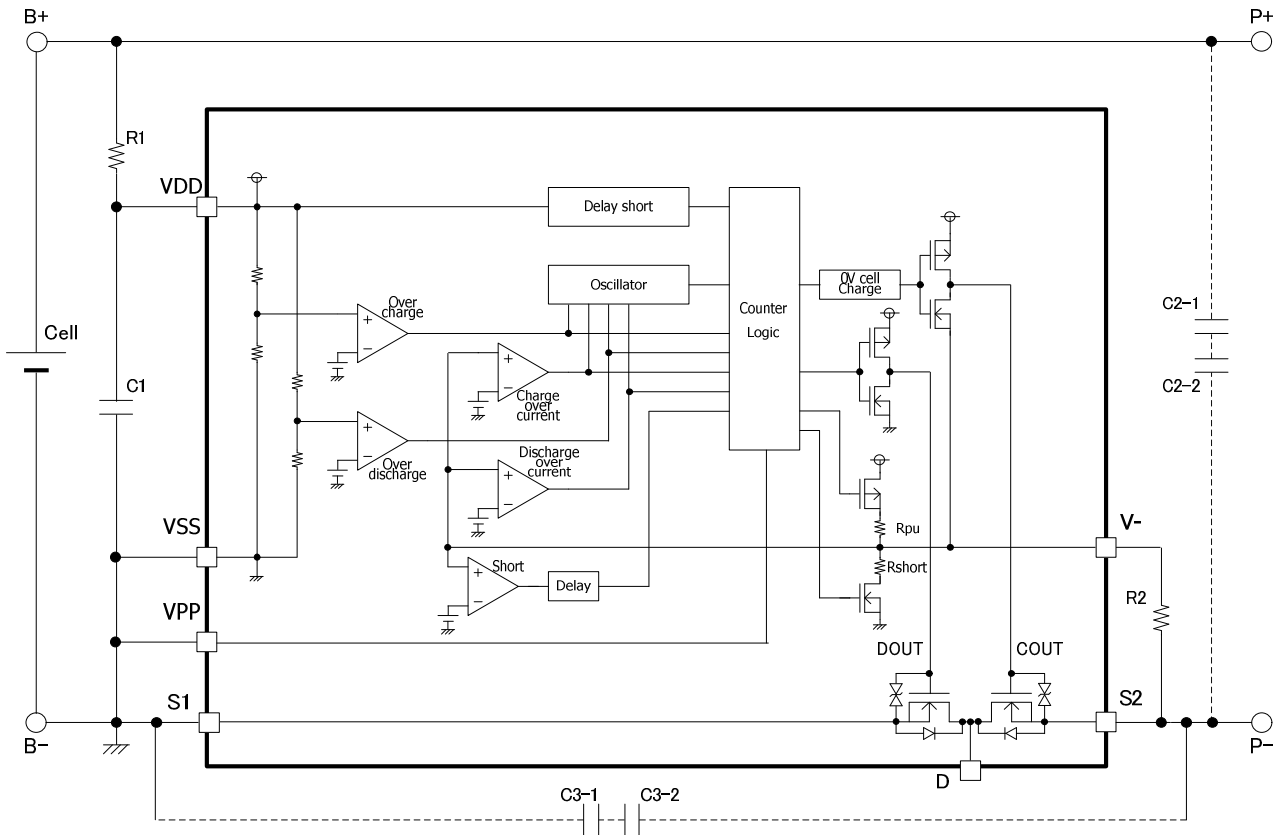 B+
P+
R1
VDD
Delay short
Oscillator
0V cell
Charge
Over
charge
Counter
Logic
C2-1
C2-2
Cell
C1
Charge
over
current
Over
discharge
Discharge
over
current
VSS
Rpu
V-
Short
Delay
Rshort
VPP
R2
DOUT
COUT
S1
S2
B-
P-
D
C3-1
C3-2